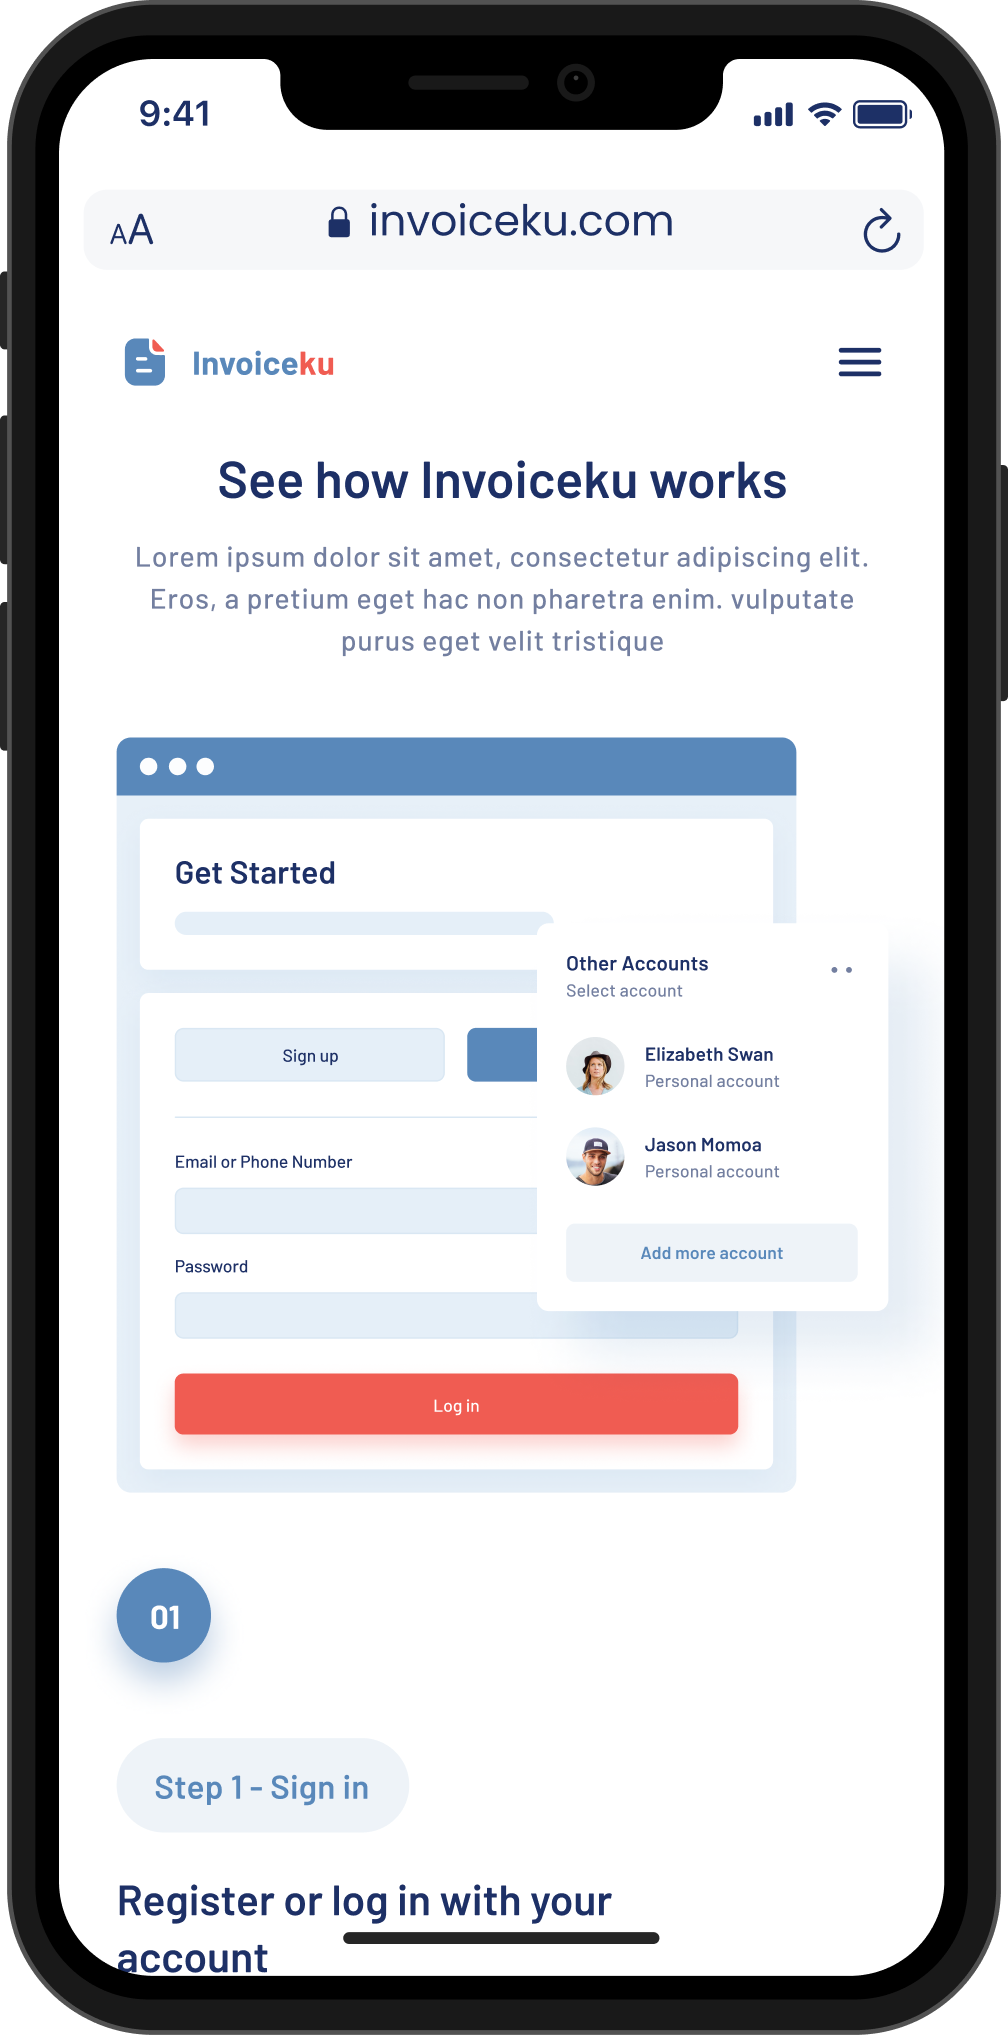 9:41
AA
invoiceku.com
Invoiceku
See how Invoiceku works
Lorem ipsum dolor sit amet, consectetur adipiscing elit.
Eros, a pretium eget hac non pharetra enim. vulputate
purus eget velit tristique
Get Started
Other Accounts
Select account
Sign up
Elizabeth Swan
Personal account
Email or Phone Number
Jason Momoa
Personal account
Add more account
Password
Log in
01
Step 1 - Sign in
Register or log in with your
account